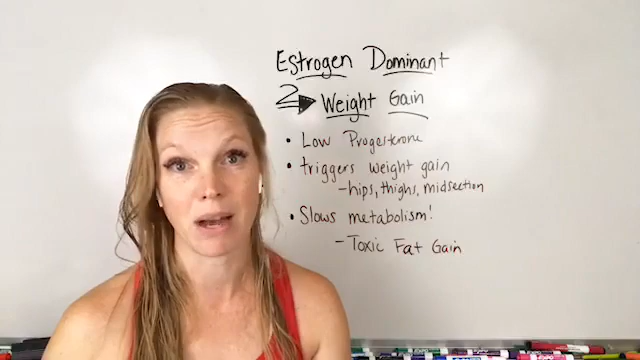 Estrogen Dominant
Weight Gain
• Low Progesterone
• triggers weight gain
– hips, thighs, midsection
• Slows metabolism!
– Toxic Fat Gain